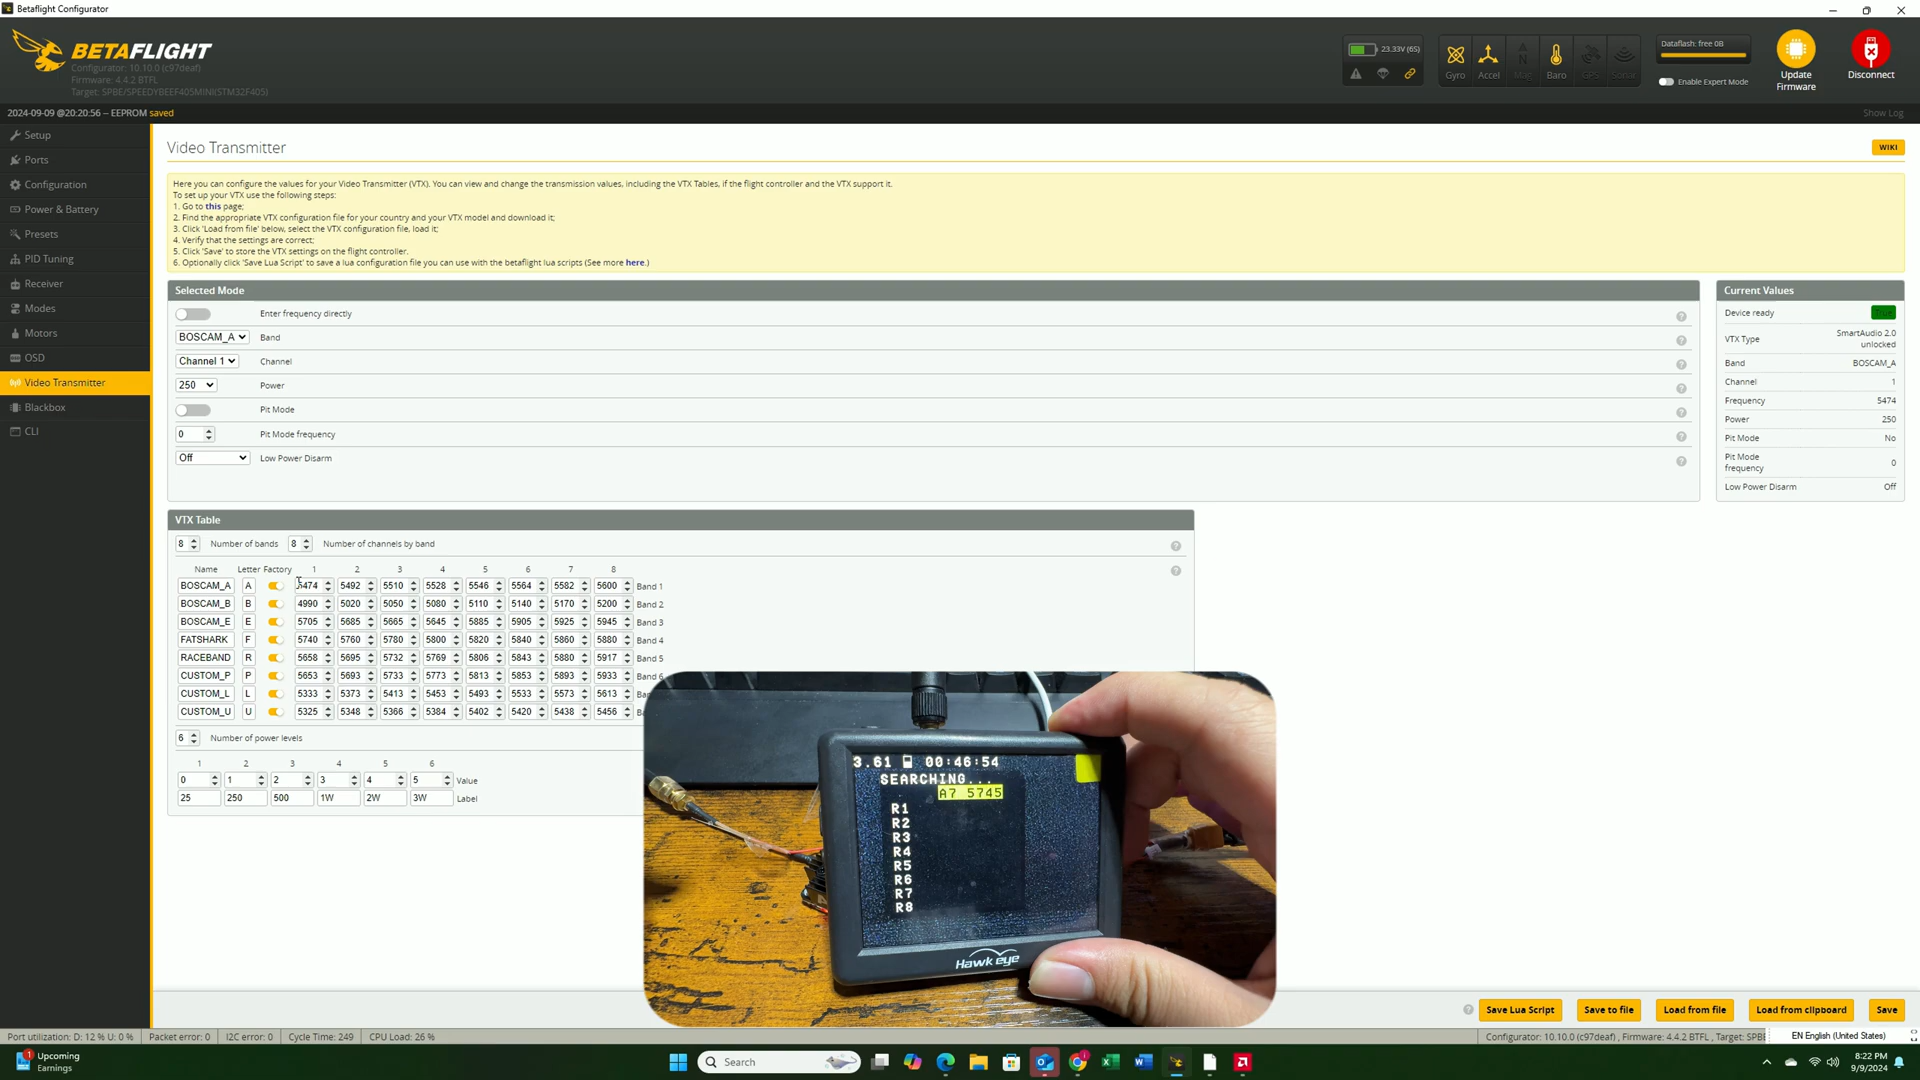 Betaflight Configurator
BETAFLIGHT
Configurator: 10.10.0 (c97deaf)
Firmware: 4.4.2 BTFL
Target: SPBE/SPEEDYBEEF405MINI(STM32F405)
23.33V (6S)
Gyro Accel Mag Baro GPS Sonar
Dataflash: free 0B
Enable Expert Mode
Update Firmware
Disconnect
2024-09-09 @20:20:56 -- EEPROM saved
Show Log
Setup
Ports
Configuration
Power & Battery
Presets
PID Tuning
Receiver
Modes
Motors
OSD
Video Transmitter
Blackbox
CLI
Video Transmitter
WIKI
Here you can configure the values for your Video Transmitter (VTX). You can view and change the transmission values, including the VTX Tables, if the flight controller and the VTX support it.
To set up your VTX use the following steps:
1. Go to this page;
2. Find the appropriate VTX configuration file for your country and your VTX model and download it;
3. Click 'Load from file' below, select the VTX configuration file, load it;
4. Verify that the settings are correct;
5. Click 'Save' to store the VTX settings on the flight controller.
6. Optionally click 'Save Lua Script' to save a lua configuration file you can use with the betaflight lua scripts (See more here.)
Selected Mode
Enter frequency directly
BOSCAM_A Band
Channel 1 Channel
250 Power
Pit Mode
0 Pit Mode frequency
Off Low Power Disarm
Current Values
Device ready True
VTX Type SmartAudio 2.0 unlocked
Band BOSCAM_A
Channel 1
Frequency 5474
Power 250
Pit Mode No
Pit Mode frequency 0
Low Power Disarm Off
VTX Table
8 Number of bands 8 Number of channels by band
Name Letter Factory 1 2 3 4 5 6 7 8
BOSCAM_A A 5474 5492 5510 5528 5546 5564 5582 5600 Band 1
BOSCAM_B B 4990 5020 5050 5080 5110 5140 5170 5200 Band 2
BOSCAM_E E 5705 5685 5665 5645 5885 5905 5925 5945 Band 3
FATSHARK F 5740 5760 5780 5800 5820 5840 5860 5880 Band 4
RACEBAND R 5658 5695 5732 5769 5806 5843 5880 5917 Band 5
CUSTOM_P P 5653 5693 5733 5773 5813 5853 5893 5933 Band 6
CUSTOM_L L 5333 5373 5413 5453 5493 5533 5573 5613
CUSTOM_U U 5325 5348 5366 5384 5402 5420 5438 5456
6 Number of power levels
1 2 3 4 5 6
0 1 2 3 4 5 Value
25 250 500 1W 2W 3W Label
3.61 00:46:54
SEARCHING...
A7 5745
R1
R2
R3
R4
R5
R6
R7
R8
Hawkeye
Save Lua Script
Save to file
Load from file
Load from clipboard
Save
Port utilization: D: 12 % U: 0 % Packet error: 0 I2C error: 0 Cycle Time: 249 CPU Load: 26 %
Configurator: 10.10.0 (c97deaf) , Firmware: 4.4.2 BTFL , Target: SPBE
EN English (United States)
1
Upcoming
Earnings
Search
8:22 PM
9/9/2024